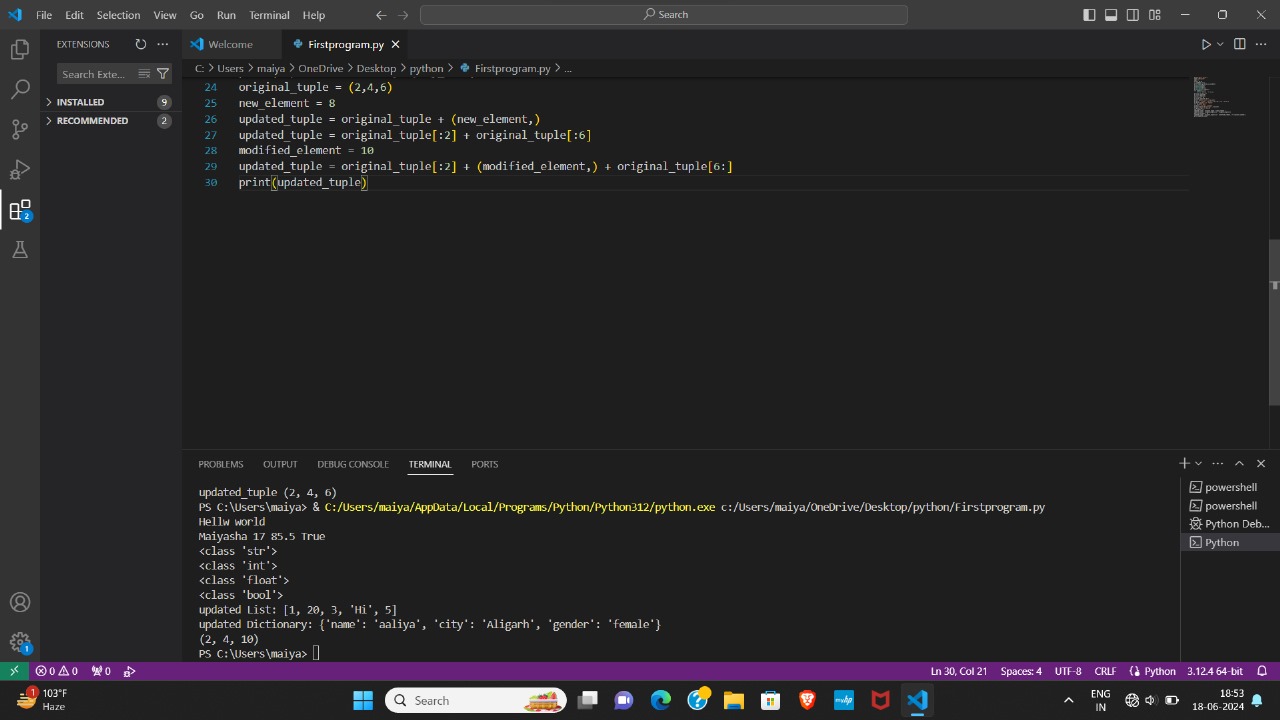 File Edit Selection View Go Run Terminal Help
Search
EXTENSIONS
Welcome
Firstprogram.py
Search Exte...
C: > Users > maiya > OneDrive > Desktop > python > Firstprogram.py > ...
INSTALLED 9
RECOMMENDED 2
24 original_tuple = (2,4,6)
25 new_element = 8
26 updated_tuple = original_tuple + (new_element,)
27 updated_tuple = original_tuple[:2] + original_tuple[:6]
28 modified_element = 10
29 updated_tuple = original_tuple[:2] + (modified_element,) + original_tuple[6:]
30 print(updated_tuple)
2
PROBLEMS OUTPUT DEBUG CONSOLE TERMINAL PORTS
updated_tuple (2, 4, 6)
PS C:\Users\maiya> & C:/Users/maiya/AppData/Local/Programs/Python/Python312/python.exe c:/Users/maiya/OneDrive/Desktop/python/Firstprogram.py
Hellw world
Maiyasha 17 85.5 True
<class 'str'>
<class 'int'>
<class 'float'>
<class 'bool'>
updated List: [1, 20, 3, 'Hi', 5]
updated Dictionary: {'name': 'aaliya', 'city': 'Aligarh', 'gender': 'female'}
(2, 4, 10)
PS C:\Users\maiya>
powershell
powershell
Python Deb...
Python
1
0 0 0
Ln 30, Col 21 Spaces: 4 UTF-8 CRLF Python 3.12.4 64-bit
1
103°F
Haze
Search
ENG
IN
18:53
18-06-2024